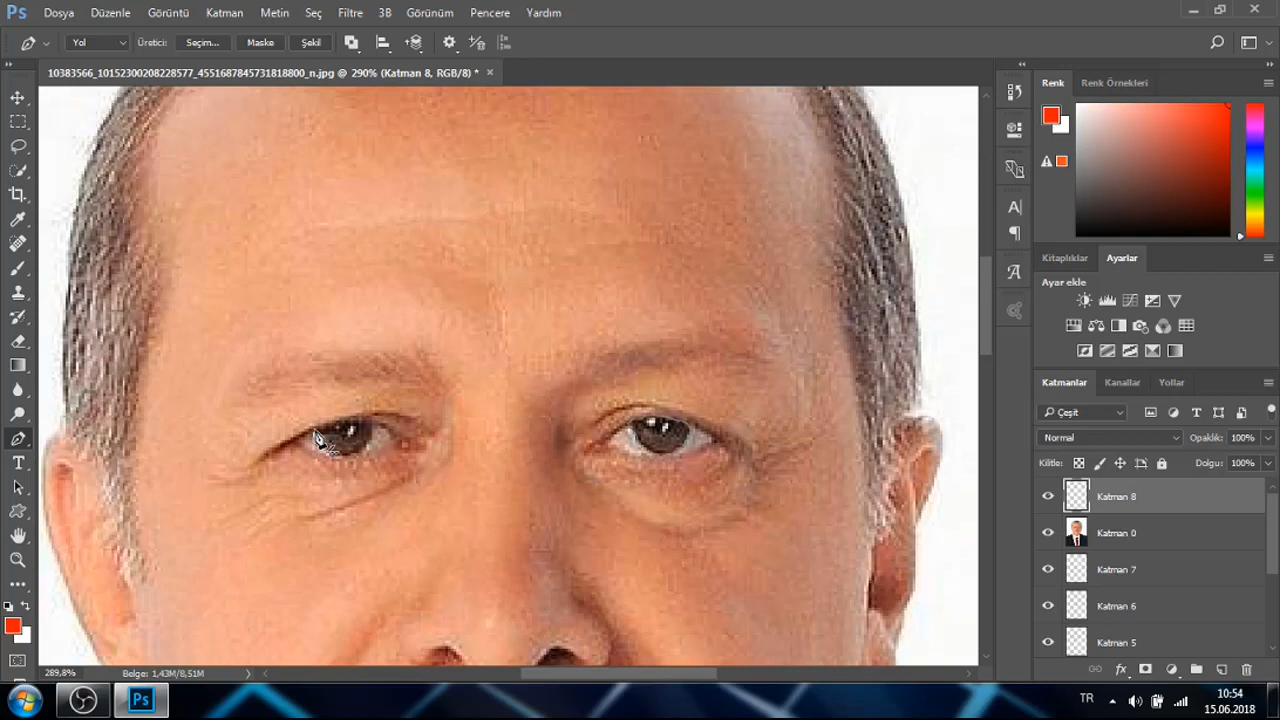 Ps Dosya Düzenle Görüntü Katman Metin Seç Filtre 3B Görünüm Pencere Yardım
Yol Üretici: Seçim... Maske Şekil
10383566_10152300208228577_4551687845731818800_n.jpg @ 290% (Katman 8, RGB/8) * ×
Renk Renk Örnekleri
Kitaplıklar Ayarlar
Ayar ekle
Katmanlar Kanallar Yollar
Çeşit
Normal Opaklık: 100%
Kilitle: Dolgu: 100%
Katman 8
Katman 0
Katman 7
Katman 6
Katman 5
289,8% Belge: 1,43M/8,51M
Ps TR 10:54
15.06.2018